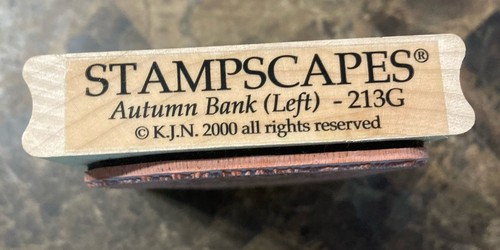 STAMPSCAPES®
Autumn Bank (Left) - 213G
© K.J.N. 2000 all rights reserved